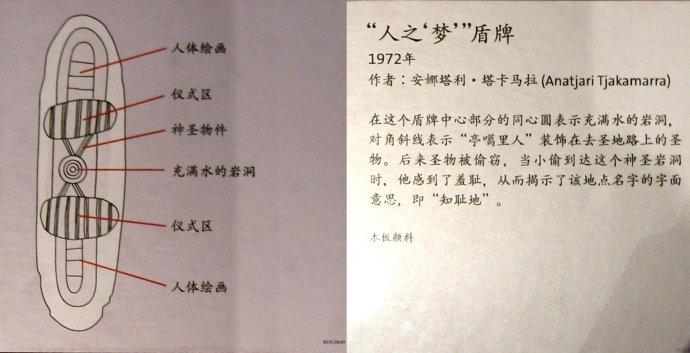 人体绘画
仪式区
神圣物件
充满水的岩洞
仪式区
人体绘画
“人之‘梦’”盾牌
1972年
作者：安娜塔利・塔卡马拉 (Anatjari Tjakamarra)
在这个盾牌中心部分的同心圆表示充满水的岩洞，
对角斜线表示“亭噶里人”装饰在去圣地路上的圣
物。后来圣物被偷窃，当小偷到达这个神圣岩洞
时，他感到了羞耻，从而揭示了该地点名字的字面
意思，即“知耻地”。
木板颜料